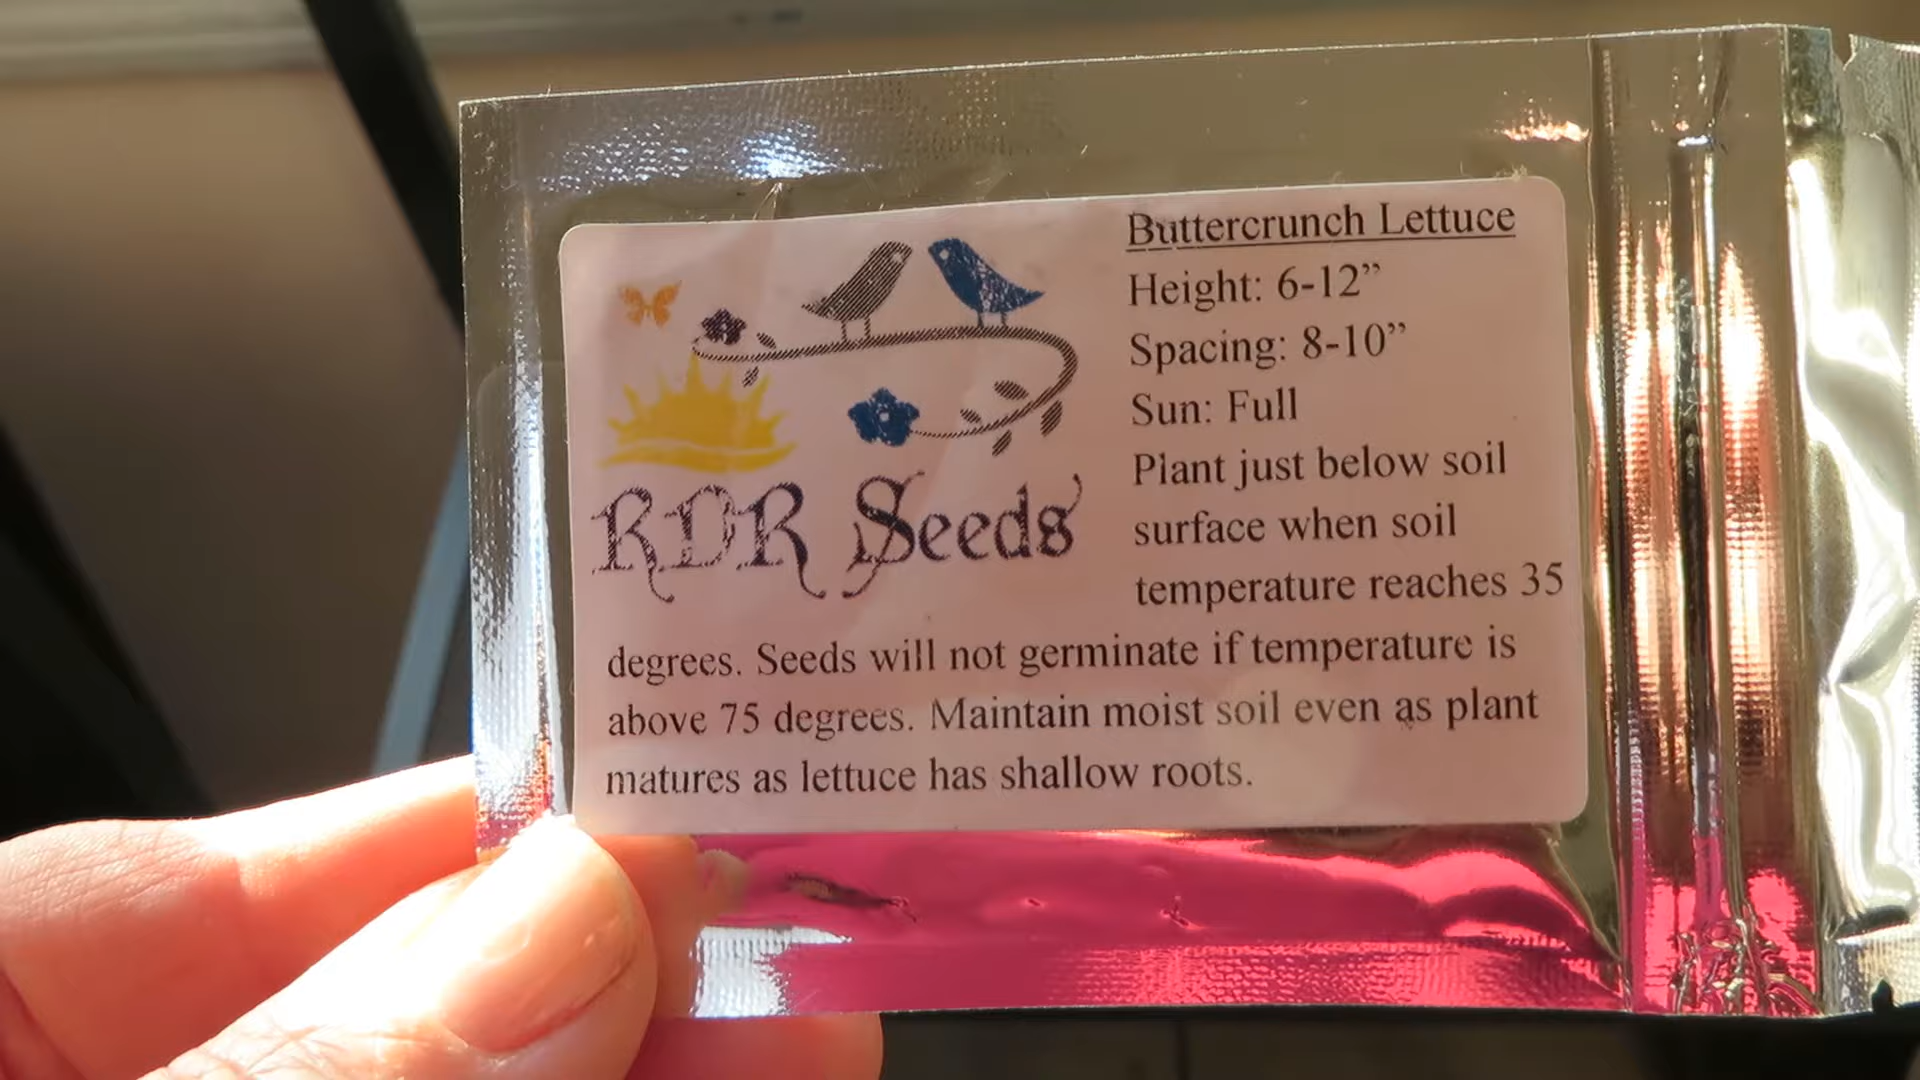 RDR Seeds
Buttercrunch Lettuce
Height: 6-12”
Spacing: 8-10”
Sun: Full
Plant just below soil
surface when soil
temperature reaches 35
degrees. Seeds will not germinate if temperature is
above 75 degrees. Maintain moist soil even as plant
matures as lettuce has shallow roots.